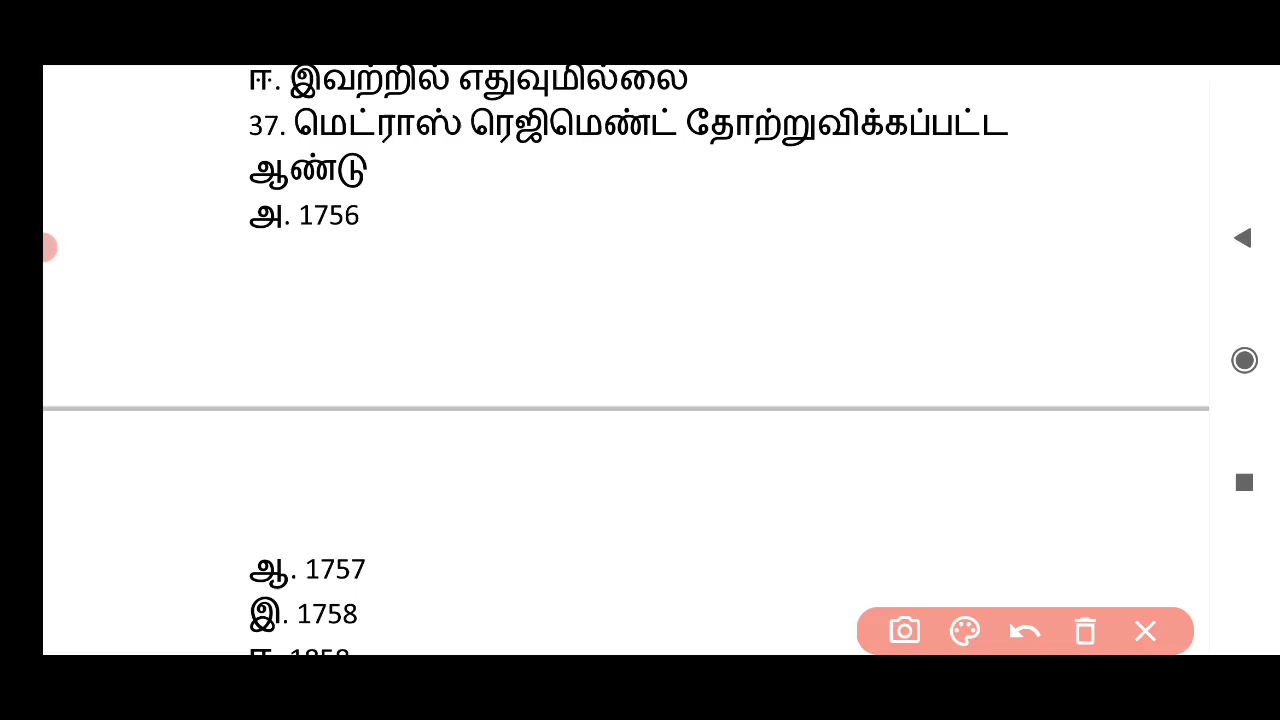 ஈ. இவற்றில் எதுவுமில்லை
37. மெட்ராஸ் ரெஜிமெண்ட் தோற்றுவிக்கப்பட்ட
ஆண்டு
அ. 1756
ஆ. 1757
இ. 1758